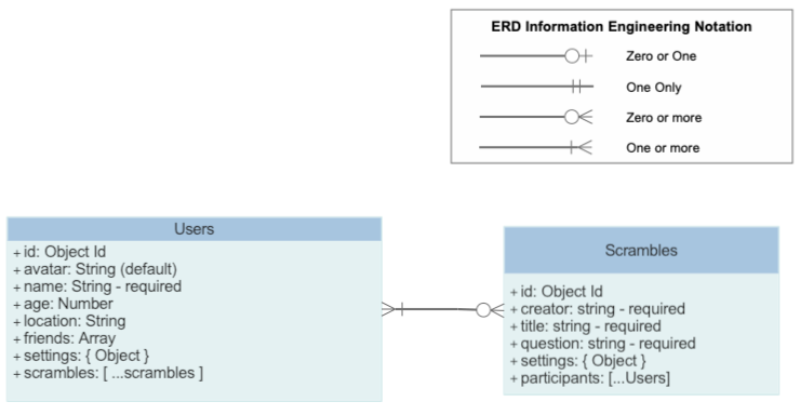 ERD Information Engineering Notation
Zero or One
One Only
Zero or more
One or more
Users
+ id: Object Id
+ avatar: String (default)
+ name: String - required
+ age: Number
+ location: String
+ friends: Array
+ settings: { Object }
+ scrambles: [ ...scrambles ]
Scrambles
+ id: Object Id
+ creator: string - required
+ title: string - required
+ question: string - required
+ settings: { Object }
+ participants: [...Users]